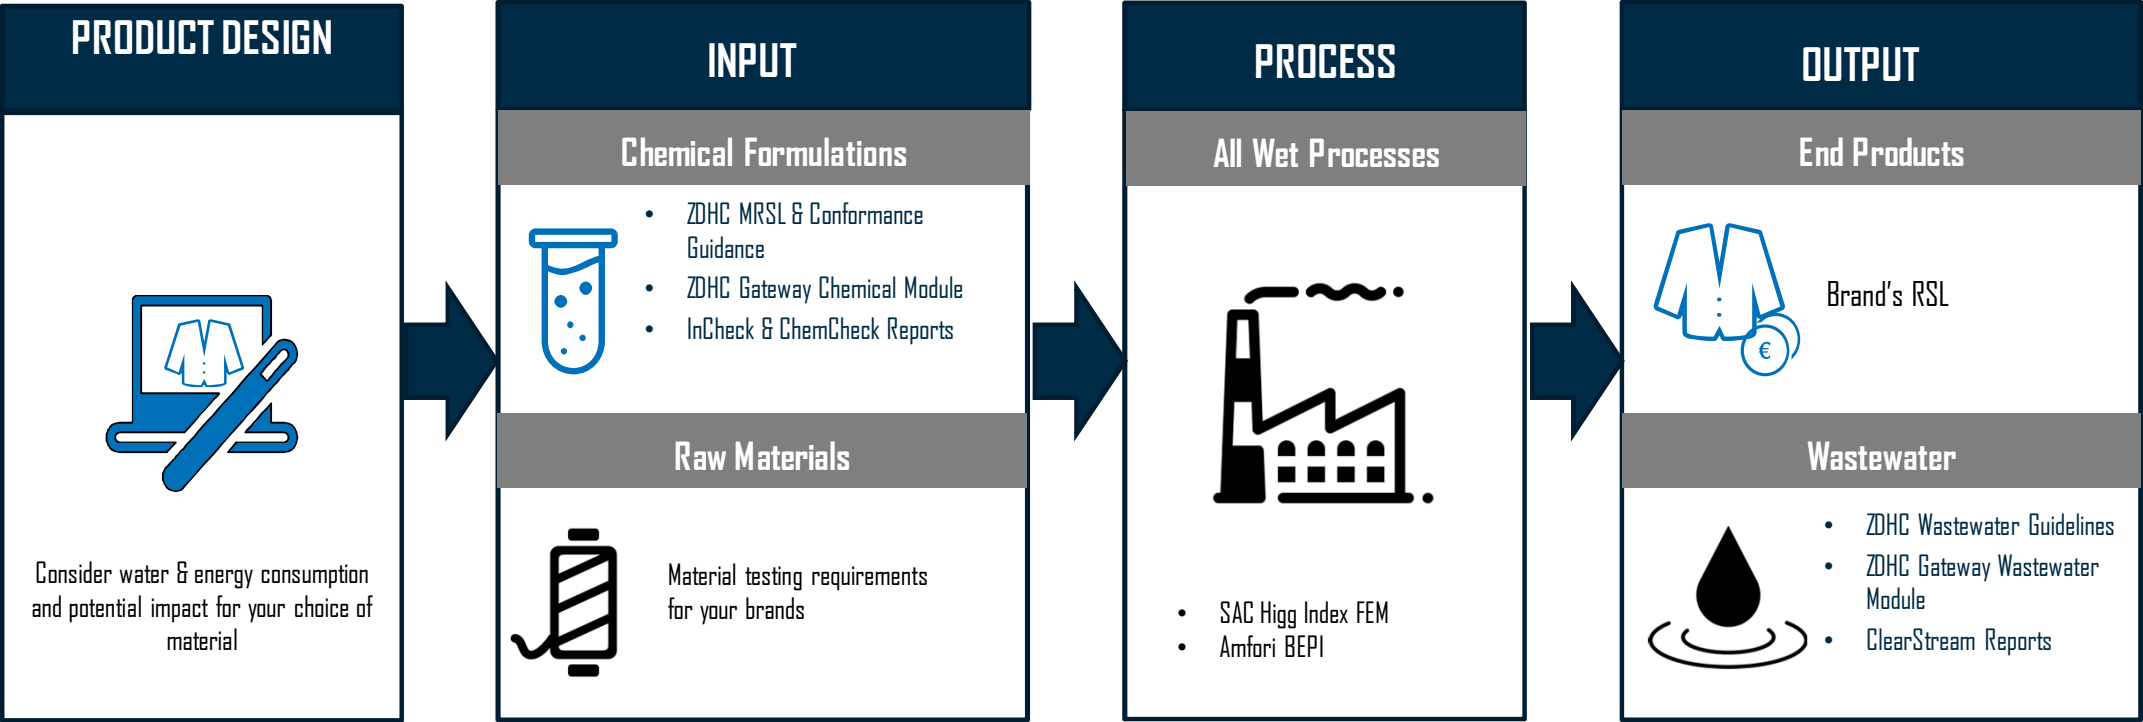 PRODUCT DESIGN
Consider water & energy consumption
and potential impact for your choice of
material
INPUT
Chemical Formulations
• ZDHC MRSL & Conformance
Guidance
• ZDHC Gateway Chemical Module
• InCheck & ChemCheck Reports
Raw Materials
Material testing requirements
for your brands
PROCESS
All Wet Processes
• SAC Higg Index FEM
• Amfori BEPI
OUTPUT
End Products
€
Brand's RSL
Wastewater
• ZDHC Wastewater Guidelines
• ZDHC Gateway Wastewater
Module
• ClearStream Reports